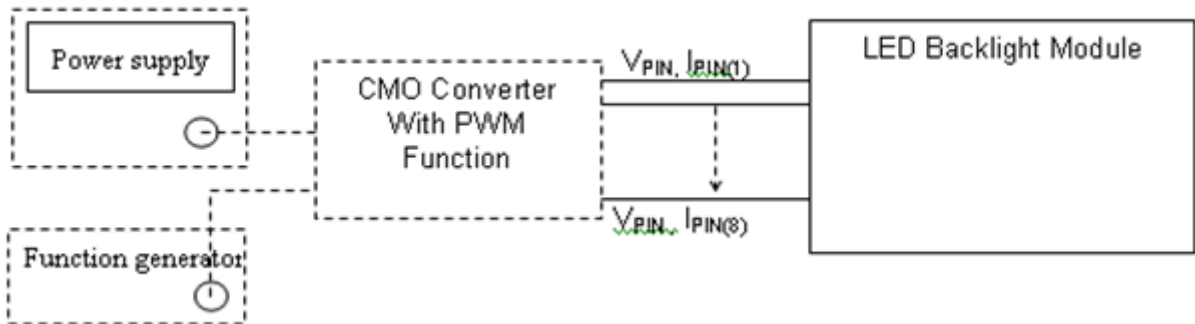 Power supply
CMO Converter
With PWM
Function
VPIN, IPIN(1)
LED Backlight Module
VPIN, IPIN(8)
Function generator